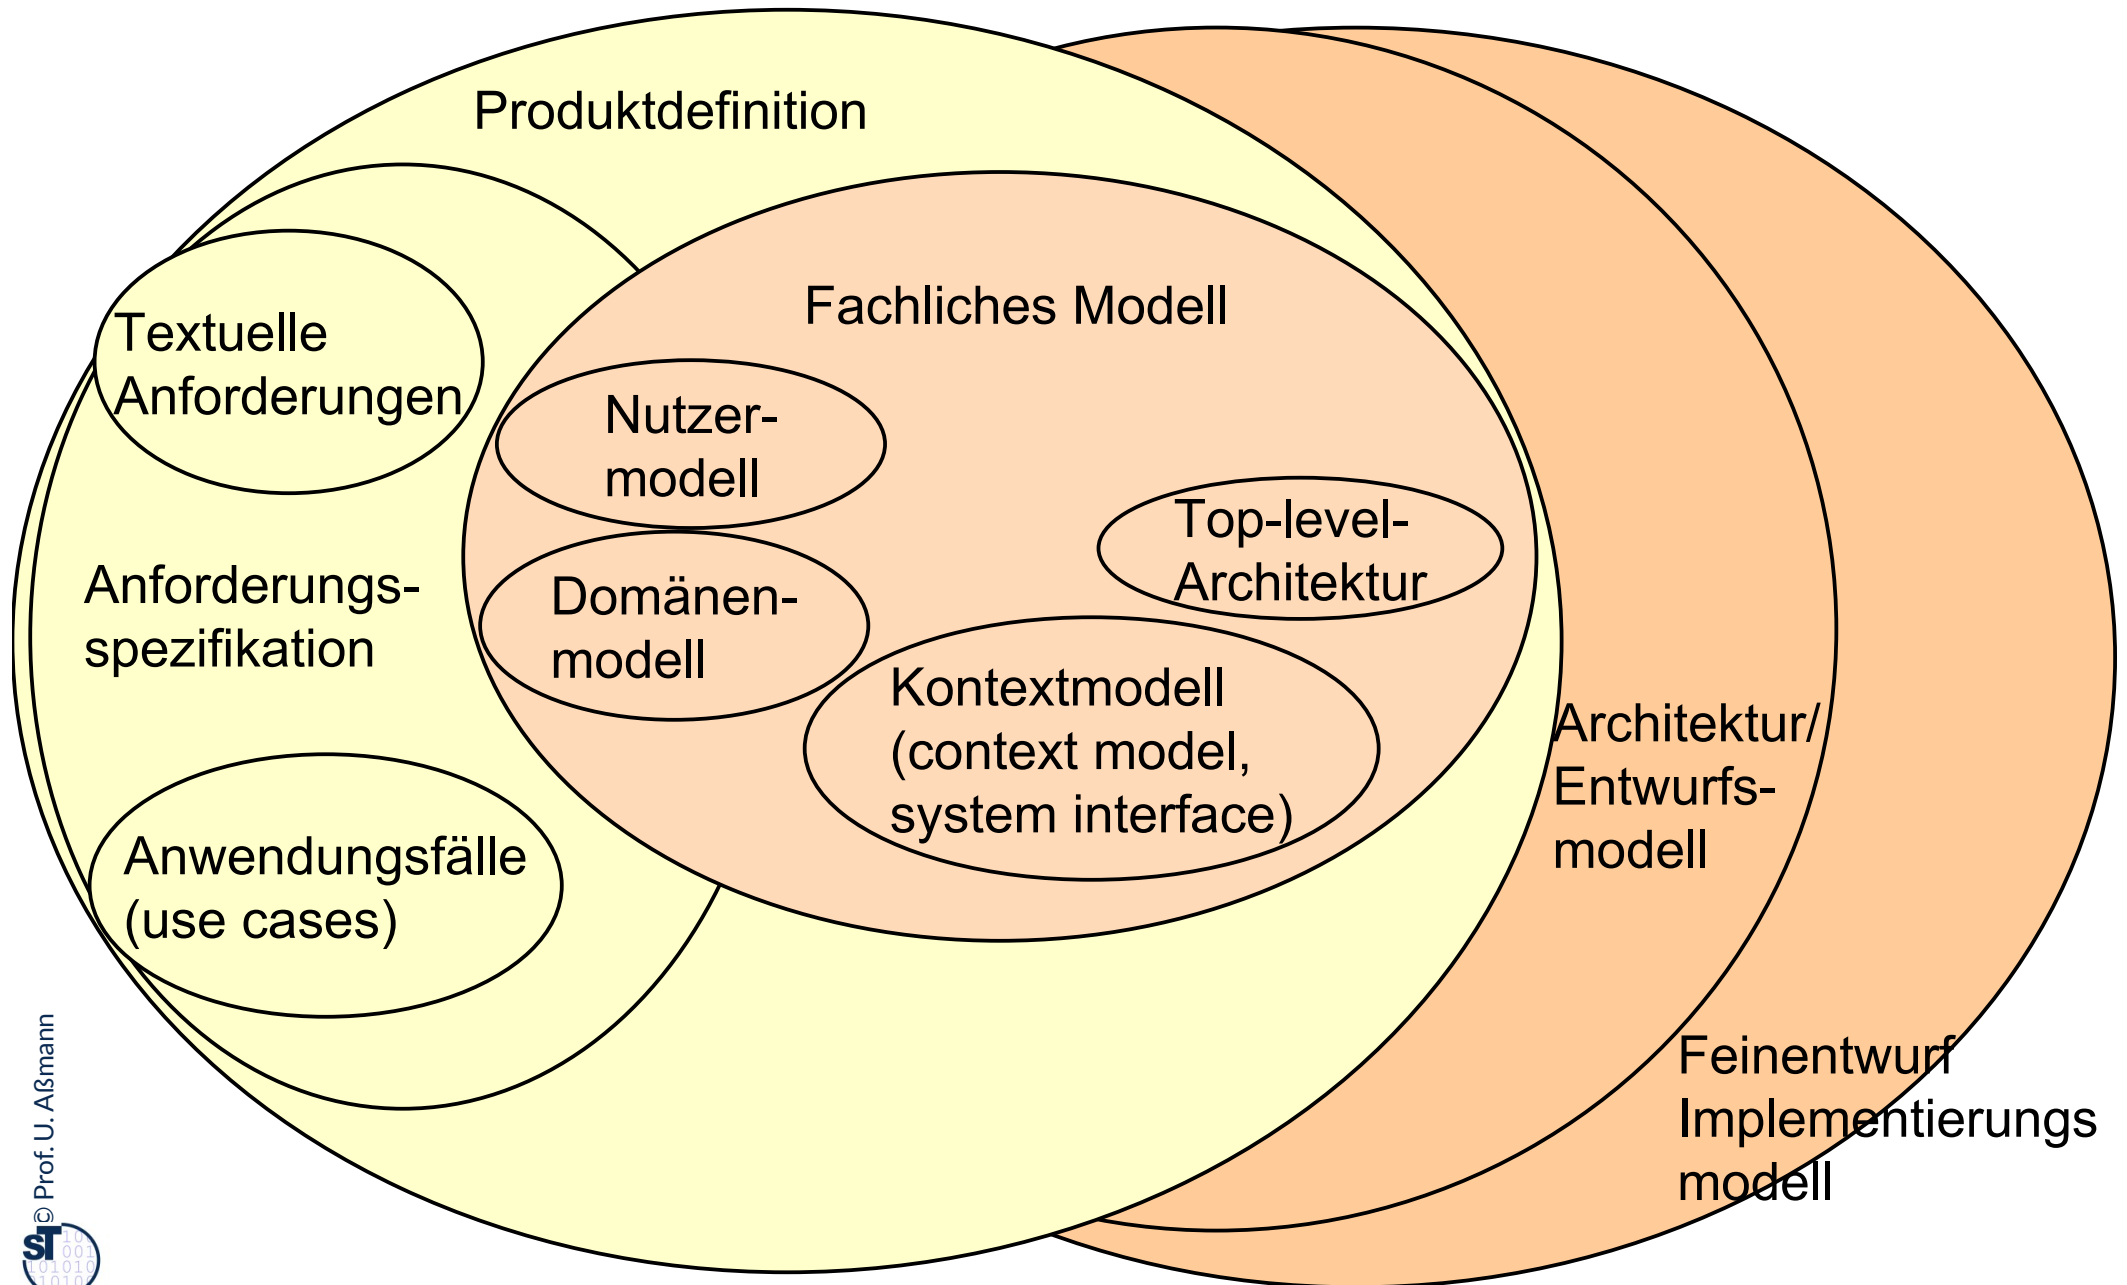 Produktdefinition
Fachliches Modell
Textuelle
Anforderungen
Nutzer-
modell
Top-level-
Architektur
Anforderungs-
spezifikation
Domänen-
modell
Kontextmodell
(context model,
system interface)
Architektur/
Entwurfs-
modell
Anwendungsfälle
(use cases)
Feinentwurf
Implementierungs
modell
© Prof. U. Aßmann
ST